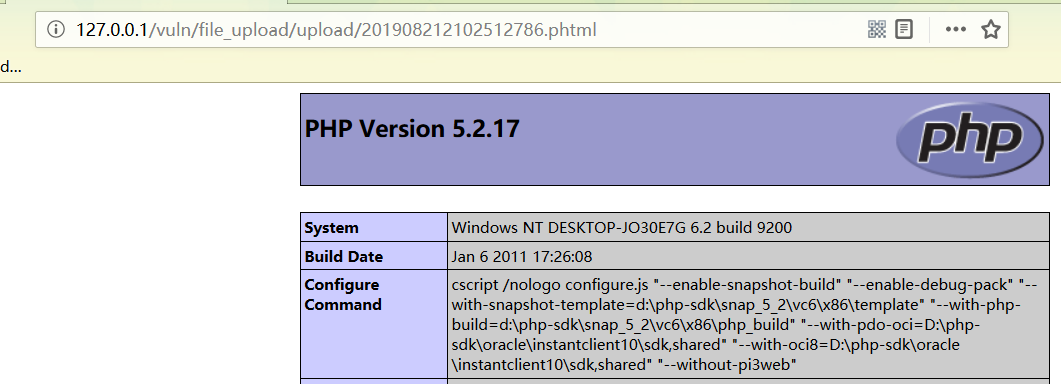 127.0.0.1/vuln/file_upload/upload/201908212102512786.phtml
d...
PHP Version 5.2.17
php
System Windows NT DESKTOP-JO30E7G 6.2 build 9200
Build Date Jan 6 2011 17:26:08
Configure Command cscript /nologo configure.js "--enable-snapshot-build" "--enable-debug-pack" "--
with-snapshot-template=d:\php-sdk\snap_5_2\vc6\x86\template" "--with-php-
build=d:\php-sdk\snap_5_2\vc6\x86\php_build" "--with-pdo-oci=D:\php-
sdk\oracle\instantclient10\sdk,shared" "--with-oci8=D:\php-sdk\oracle
\instantclient10\sdk,shared" "--without-pi3web"